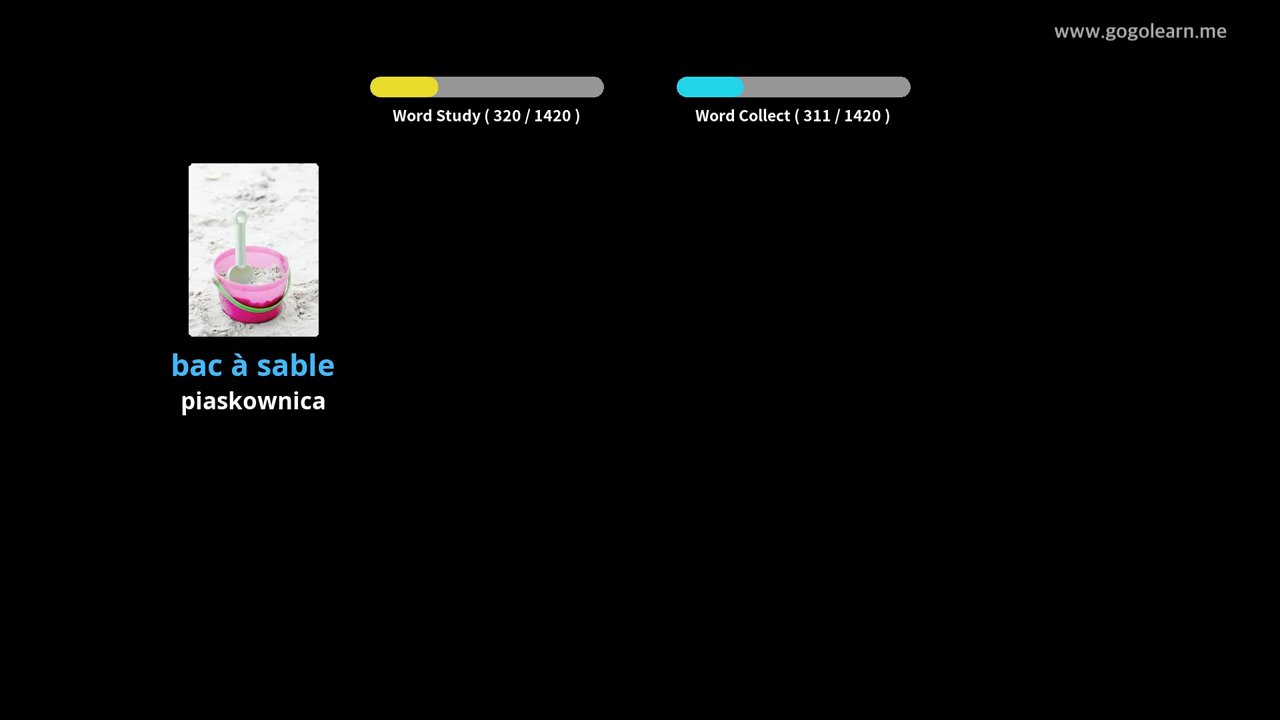 www.gogolearn.me
Word Study ( 320 / 1420 )
Word Collect ( 311 / 1420 )
bac à sable
piaskownica